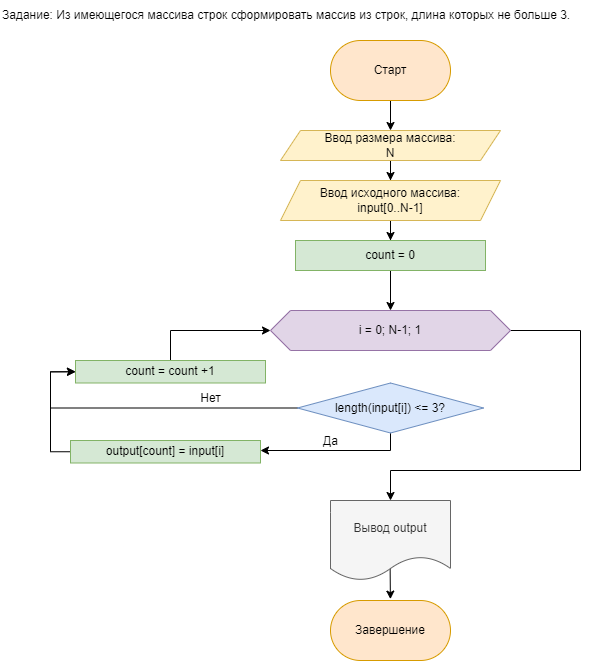 Задание: Из имеющегося массива строк сформировать массив из строк, длина которых не больше 3.
Старт
Ввод размера массива:
N
Ввод исходного массива:
input[0..N-1]
count = 0
i = 0; N-1; 1
count = count +1
Нет
length(input[i]) <= 3?
Да
output[count] = input[i]
Вывод output
Завершение